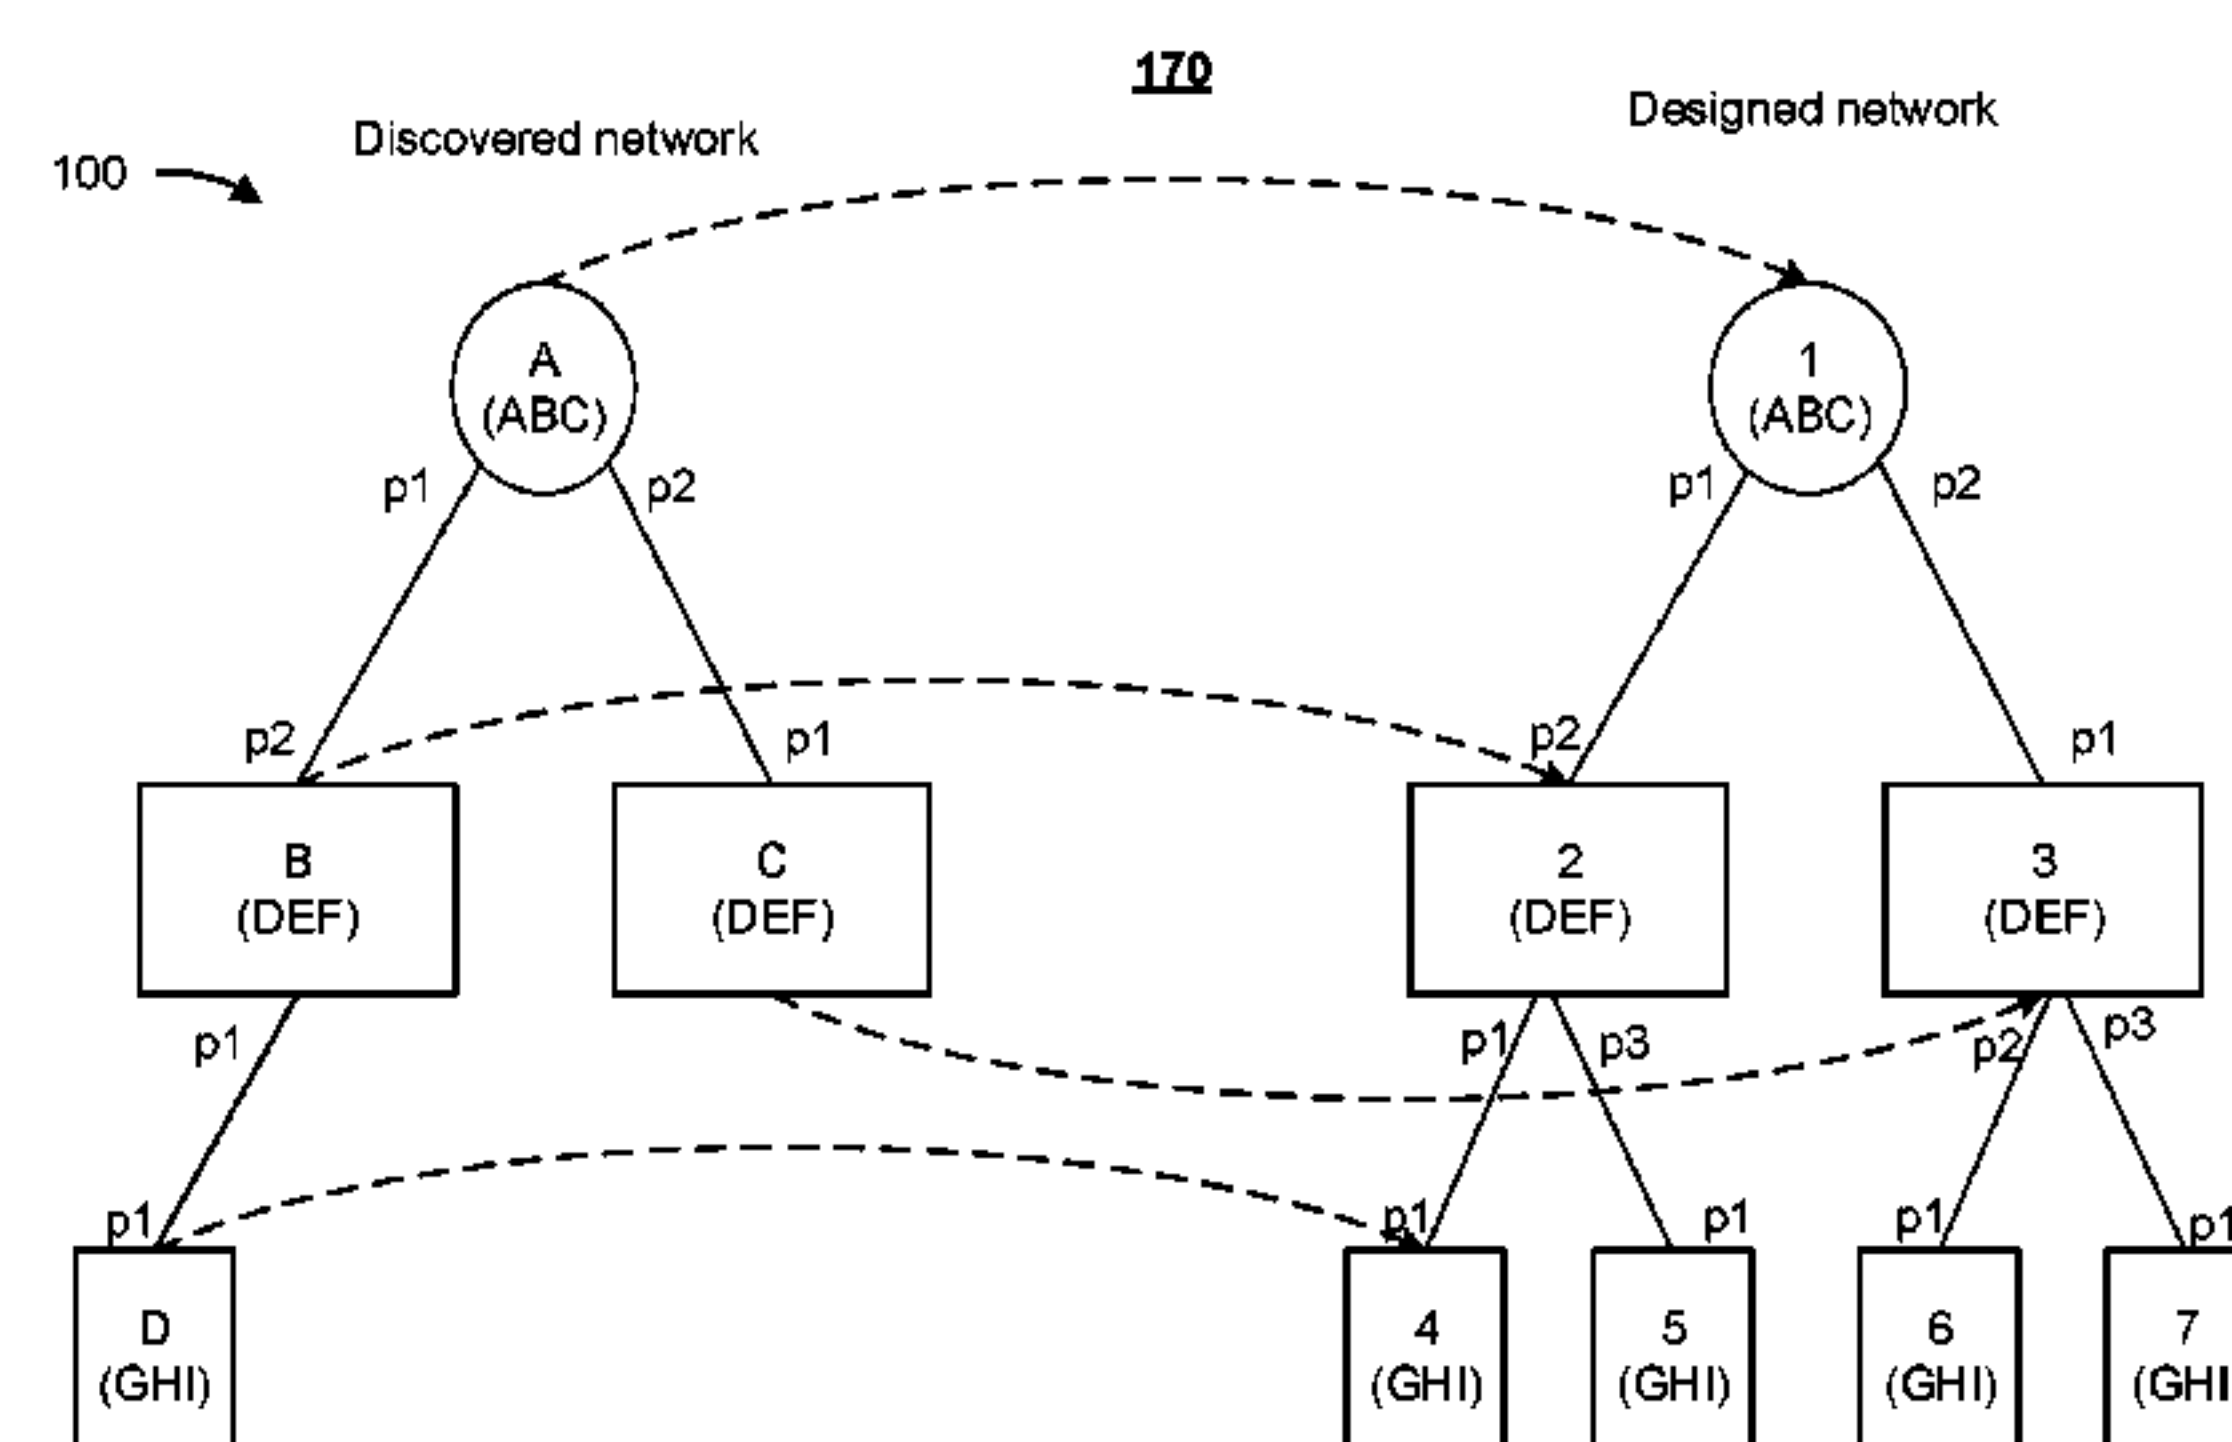 170
Discovered network
Designed network
100
A
(ABC)
1
(ABC)
p1
p2
p1
p2
p2
p1
p2
p1
B
(DEF)
C
(DEF)
2
(DEF)
3
(DEF)
p1
p1
p3
p2
p3
p1
p1
p1
p1
p1
D
(GHI)
4
(GHI)
5
(GHI)
6
(GHI)
7
(GHI